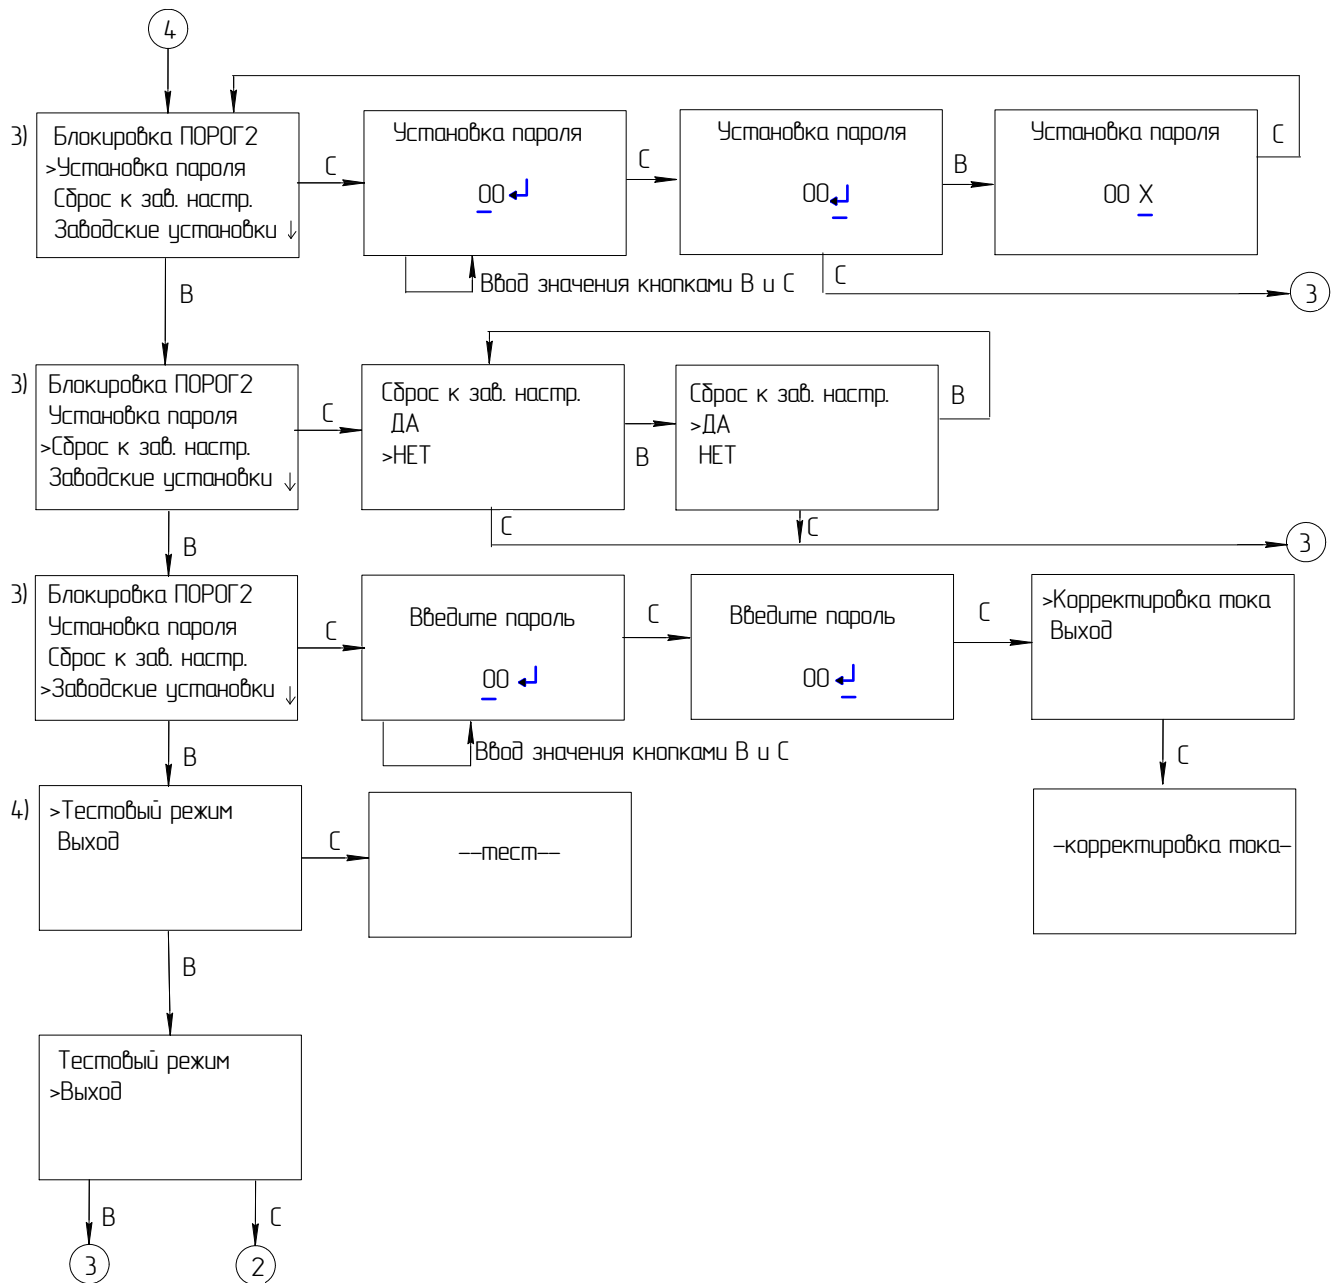 4
3)
Блокировка ПОРОГ2
>Установка пароля
Сброс к зав. настр.
Заводские установки ↓
C
Установка пароля
00
C
Установка пароля
00
B
Установка пароля
00 X
C
Ввод значения кнопками B и C
C
3
B
3)
Блокировка ПОРОГ2
Установка пароля
>Сброс к зав. настр.
Заводские установки ↓
C
Сброс к зав. настр.
ДА
>НЕТ
B
Сброс к зав. настр.
>ДА
НЕТ
B
C
C
3
B
3)
Блокировка ПОРОГ2
Установка пароля
Сброс к зав. настр.
>Заводские установки ↓
C
Введите пароль
00
C
Введите пароль
00
C
>Корректировка тока
Выход
Ввод значения кнопками B и C
C
-корректировка тока-
B
4)
>Тестовый режим
Выход
C
--тест--
B
Тестовый режим
>Выход
B
C
3
2